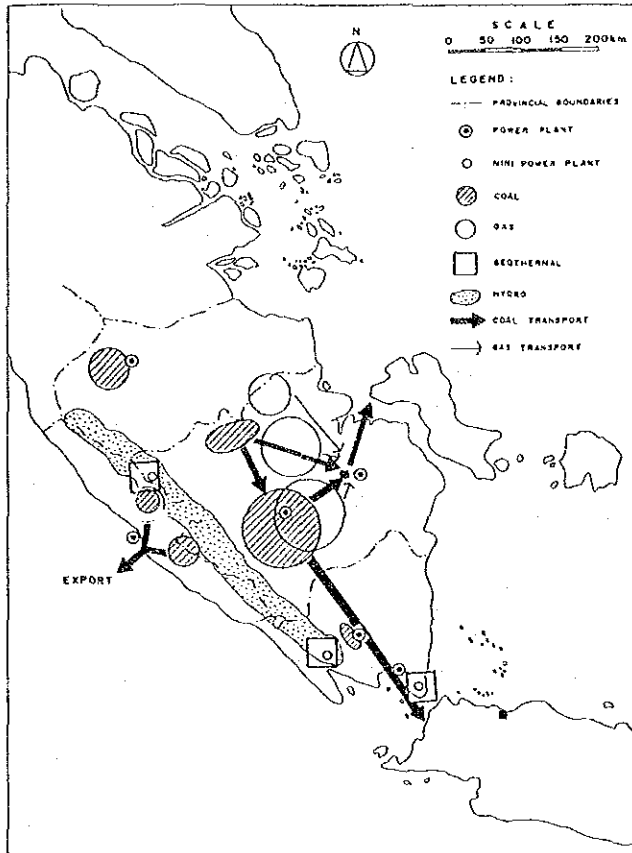 N
SCALE
0 50 100 150 200km
LEGEND:
PROVINCIAL BOUNDARIES
POWER PLANT
MINI POWER PLANT
COAL
GAS
GEOTHERMAL
HYDRO
COAL TRANSPORT
GAS TRANSPORT
EXPORT